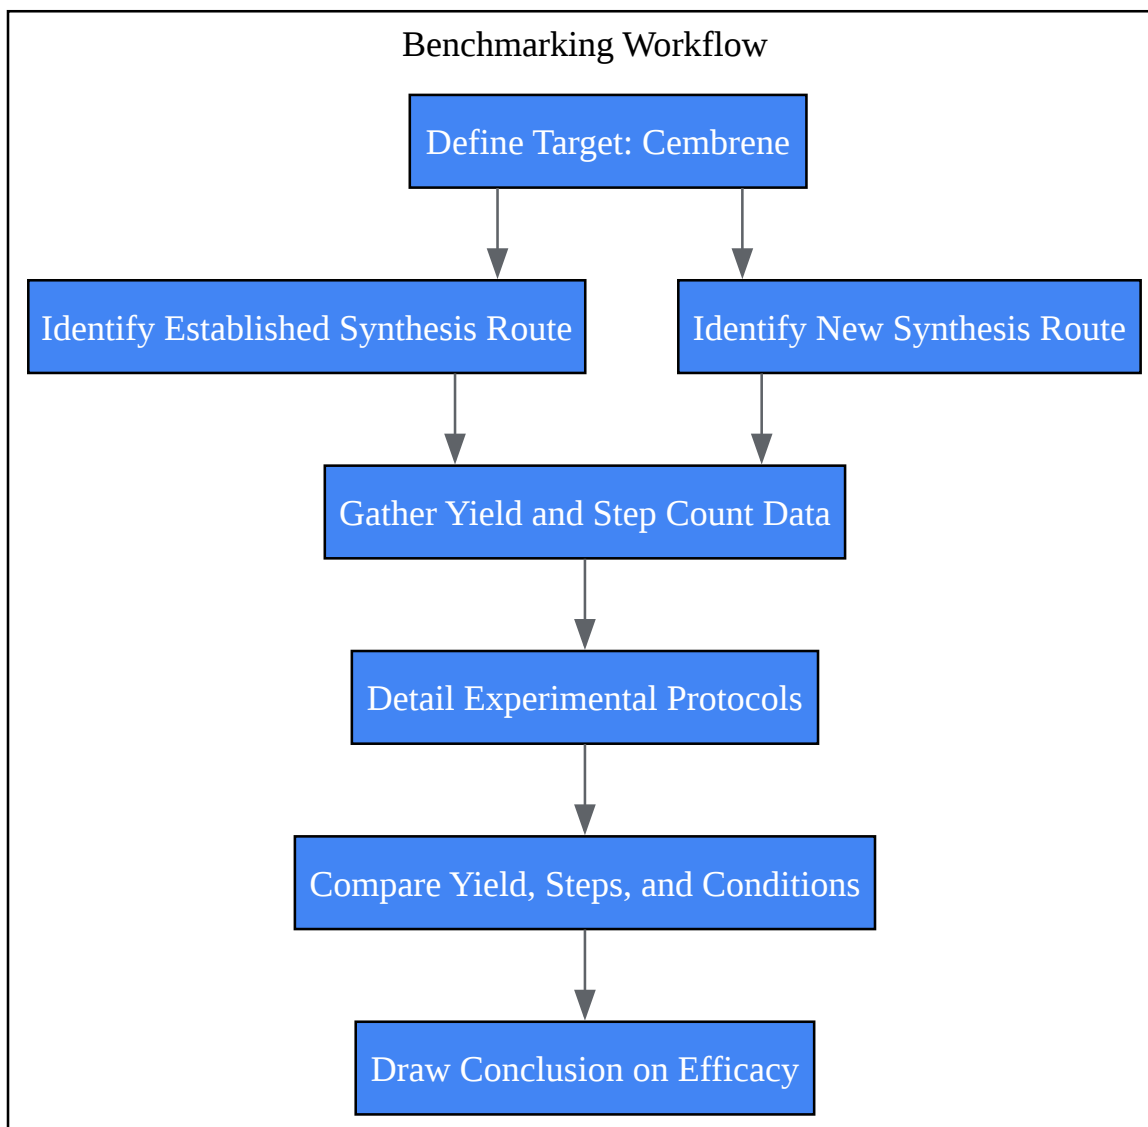 Benchmarking Workflow
Define Target: Cembrene
Identify Established Synthesis Route
Identify New Synthesis Route
Gather Yield and Step Count Data
Detail Experimental Protocols
Compare Yield, Steps, and Conditions
Draw Conclusion on Efficacy